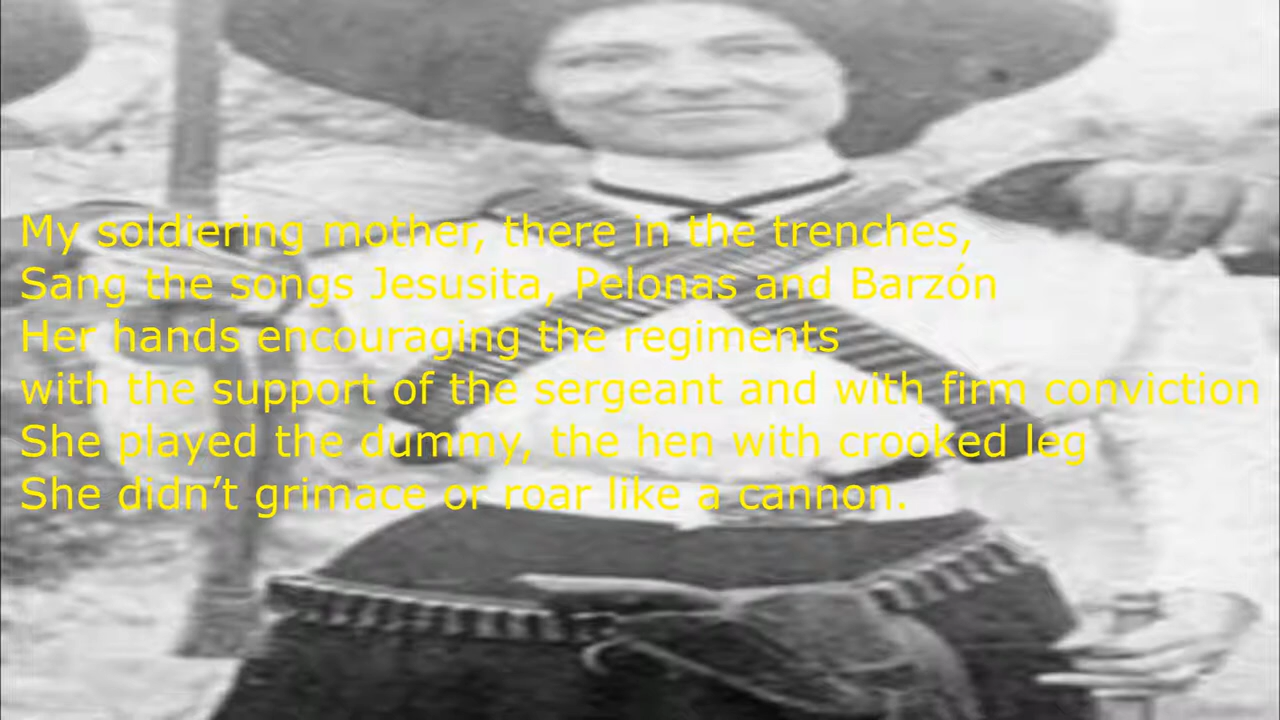 My soldiering mother, there in the trenches,
Sang the songs Jesusita, Pelonas and Barzón
Her hands encouraging the regiments
with the support of the sergeant and with firm conviction
She played the dummy, the hen with crooked leg
She didn’t grimace or roar like a cannon.